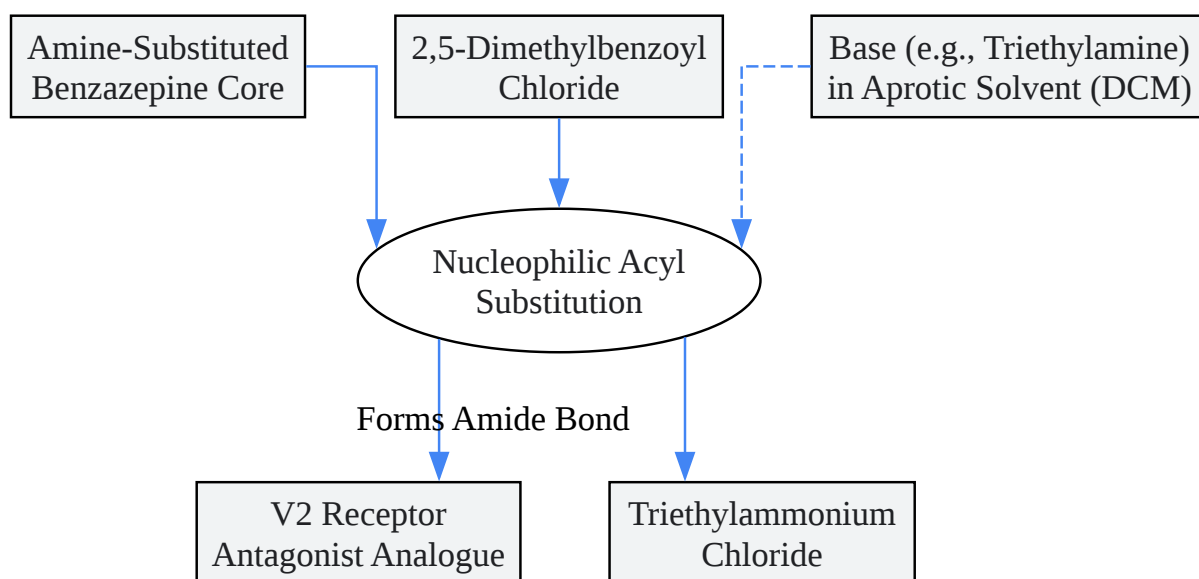 Amine-Substituted
Benzazepine Core
2,5-Dimethylbenzoyl
Chloride
Base (e.g., Triethylamine)
in Aprotic Solvent (DCM)
Nucleophilic Acyl
Substitution
Forms Amide Bond
V2 Receptor
Antagonist Analogue
Triethylammonium
Chloride